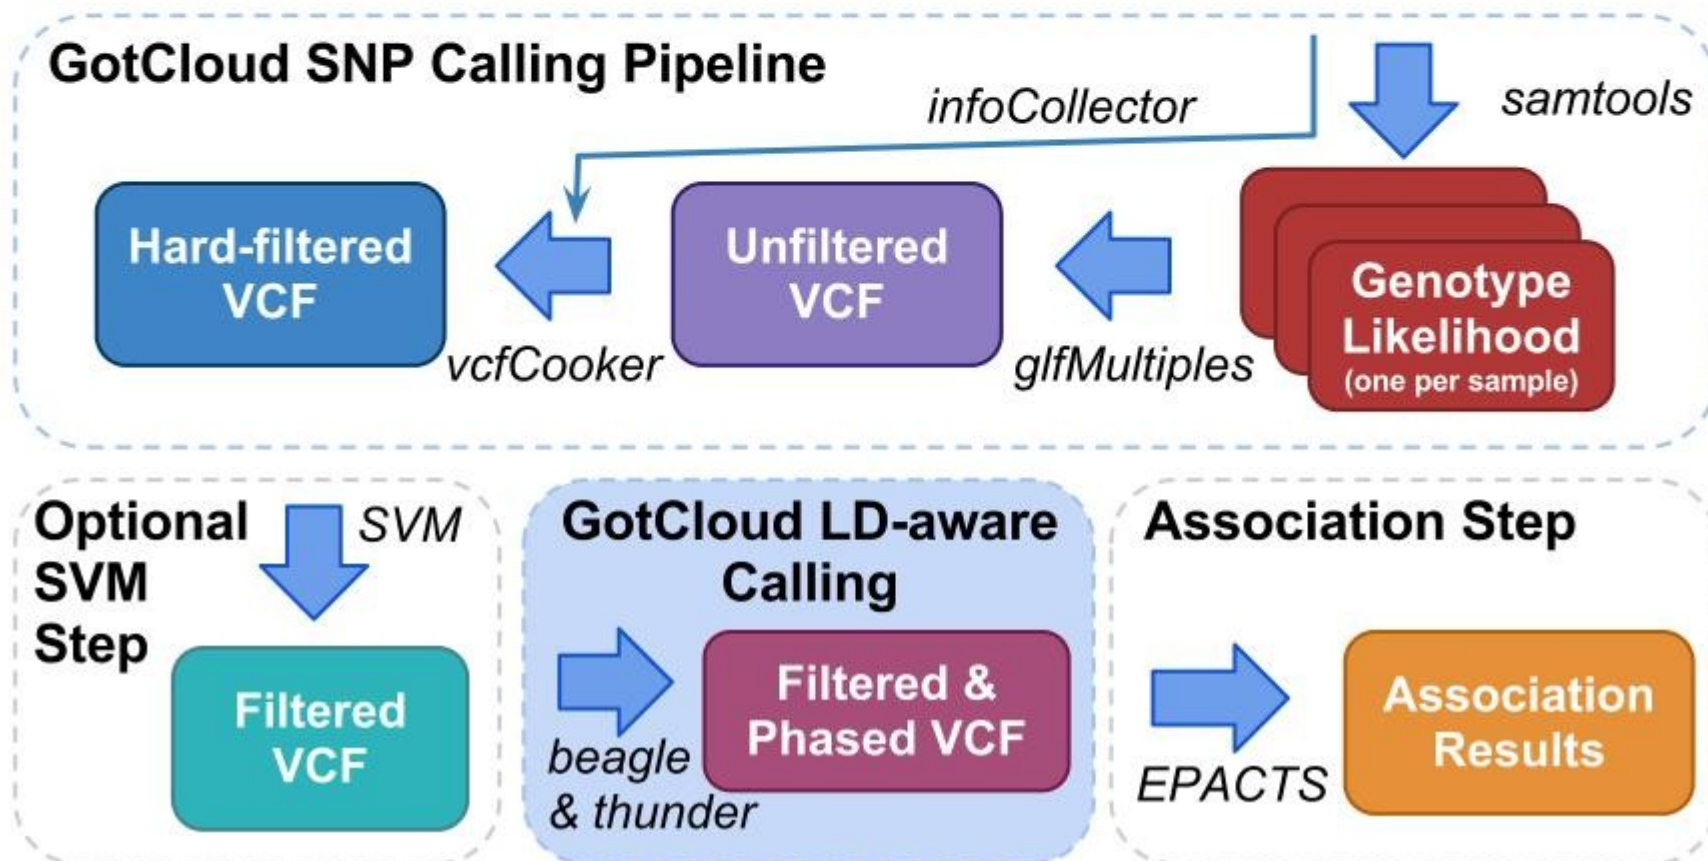 GotCloud SNP Calling Pipeline
infoCollector
samtools
Hard-filtered
VCF
vcfCooker
Unfiltered
VCF
glfMultiples
Genotype
Likelihood
(one per sample)
Optional
SVM
Step
SVM
Filtered
VCF
GotCloud LD-aware
Calling
beagle
& thunder
Filtered &
Phased VCF
Association Step
EPACTS
Association
Results